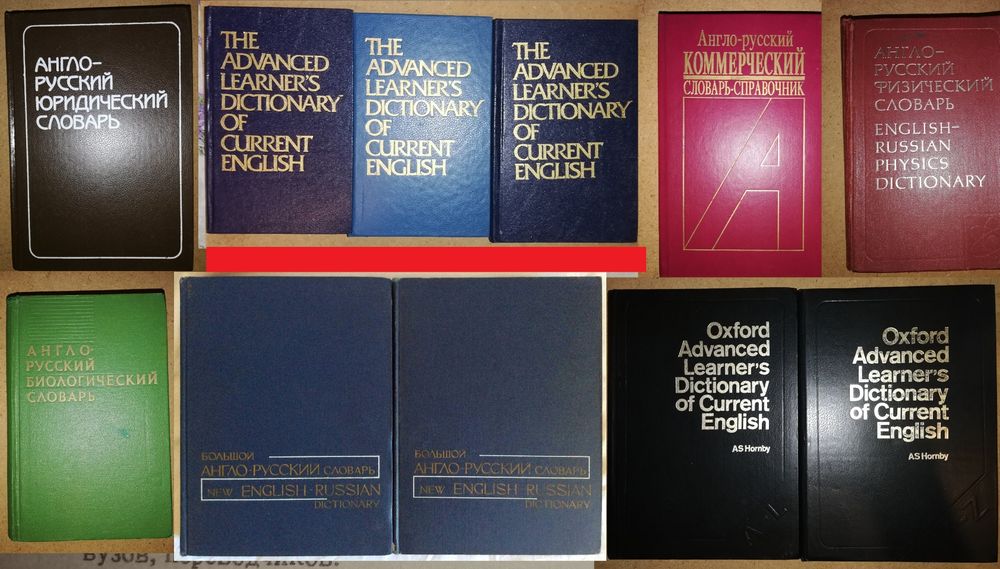 АНГЛО-
РУССКИЙ
ЮРИДИЧЕСКИЙ
СЛОВАРЬ
THE
ADVANCED
LEARNER'S
DICTIONARY
OF
CURRENT
ENGLISH
THE
ADVANCED
LEARNER'S
DICTIONARY
OF
CURRENT
ENGLISH
THE
ADVANCED
LEARNER'S
DICTIONARY
OF
CURRENT
ENGLISH
Англо-русский
КОММЕРЧЕСКИЙ
СЛОВАРЬ-СПРАВОЧНИК
А
АНГЛО-
РУССКИЙ
ФИЗИЧЕСКИЙ
СЛОВАРЬ
ENGLISH-
RUSSIAN
PHYSICS
DICTIONARY
АНГЛО-
РУССКИЙ
БИОЛОГИЧЕСКИЙ
СЛОВАРЬ
БОЛЬШОЙ
АНГЛО-РУССКИЙ СЛОВАРЬ
NEW ENGLISH-RUSSIAN
DICTIONARY
БОЛЬШОЙ
АНГЛО-РУССКИЙ СЛОВАРЬ
NEW ENGLISH RUSSIAN
DICTIONARY
Oxford
Advanced
Learner's
Dictionary
of Current
English
AS Hornby
A-Z
Oxford
Advanced
Learner's
Dictionary
of Current
English
AS Hornby
вузов, переводчиков.